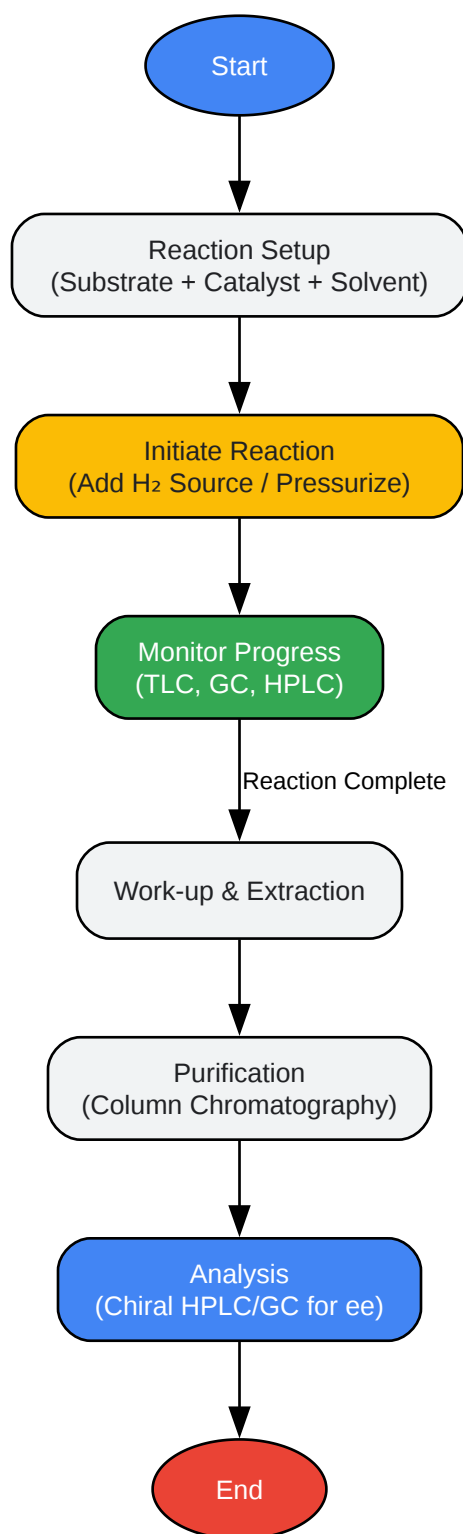 Start
Reaction Setup
(Substrate + Catalyst + Solvent)
Initiate Reaction
(Add H₂ Source / Pressurize)
Monitor Progress
(TLC, GC, HPLC)
Reaction Complete
Work-up & Extraction
Purification
(Column Chromatography)
Analysis
(Chiral HPLC/GC for ee)
End